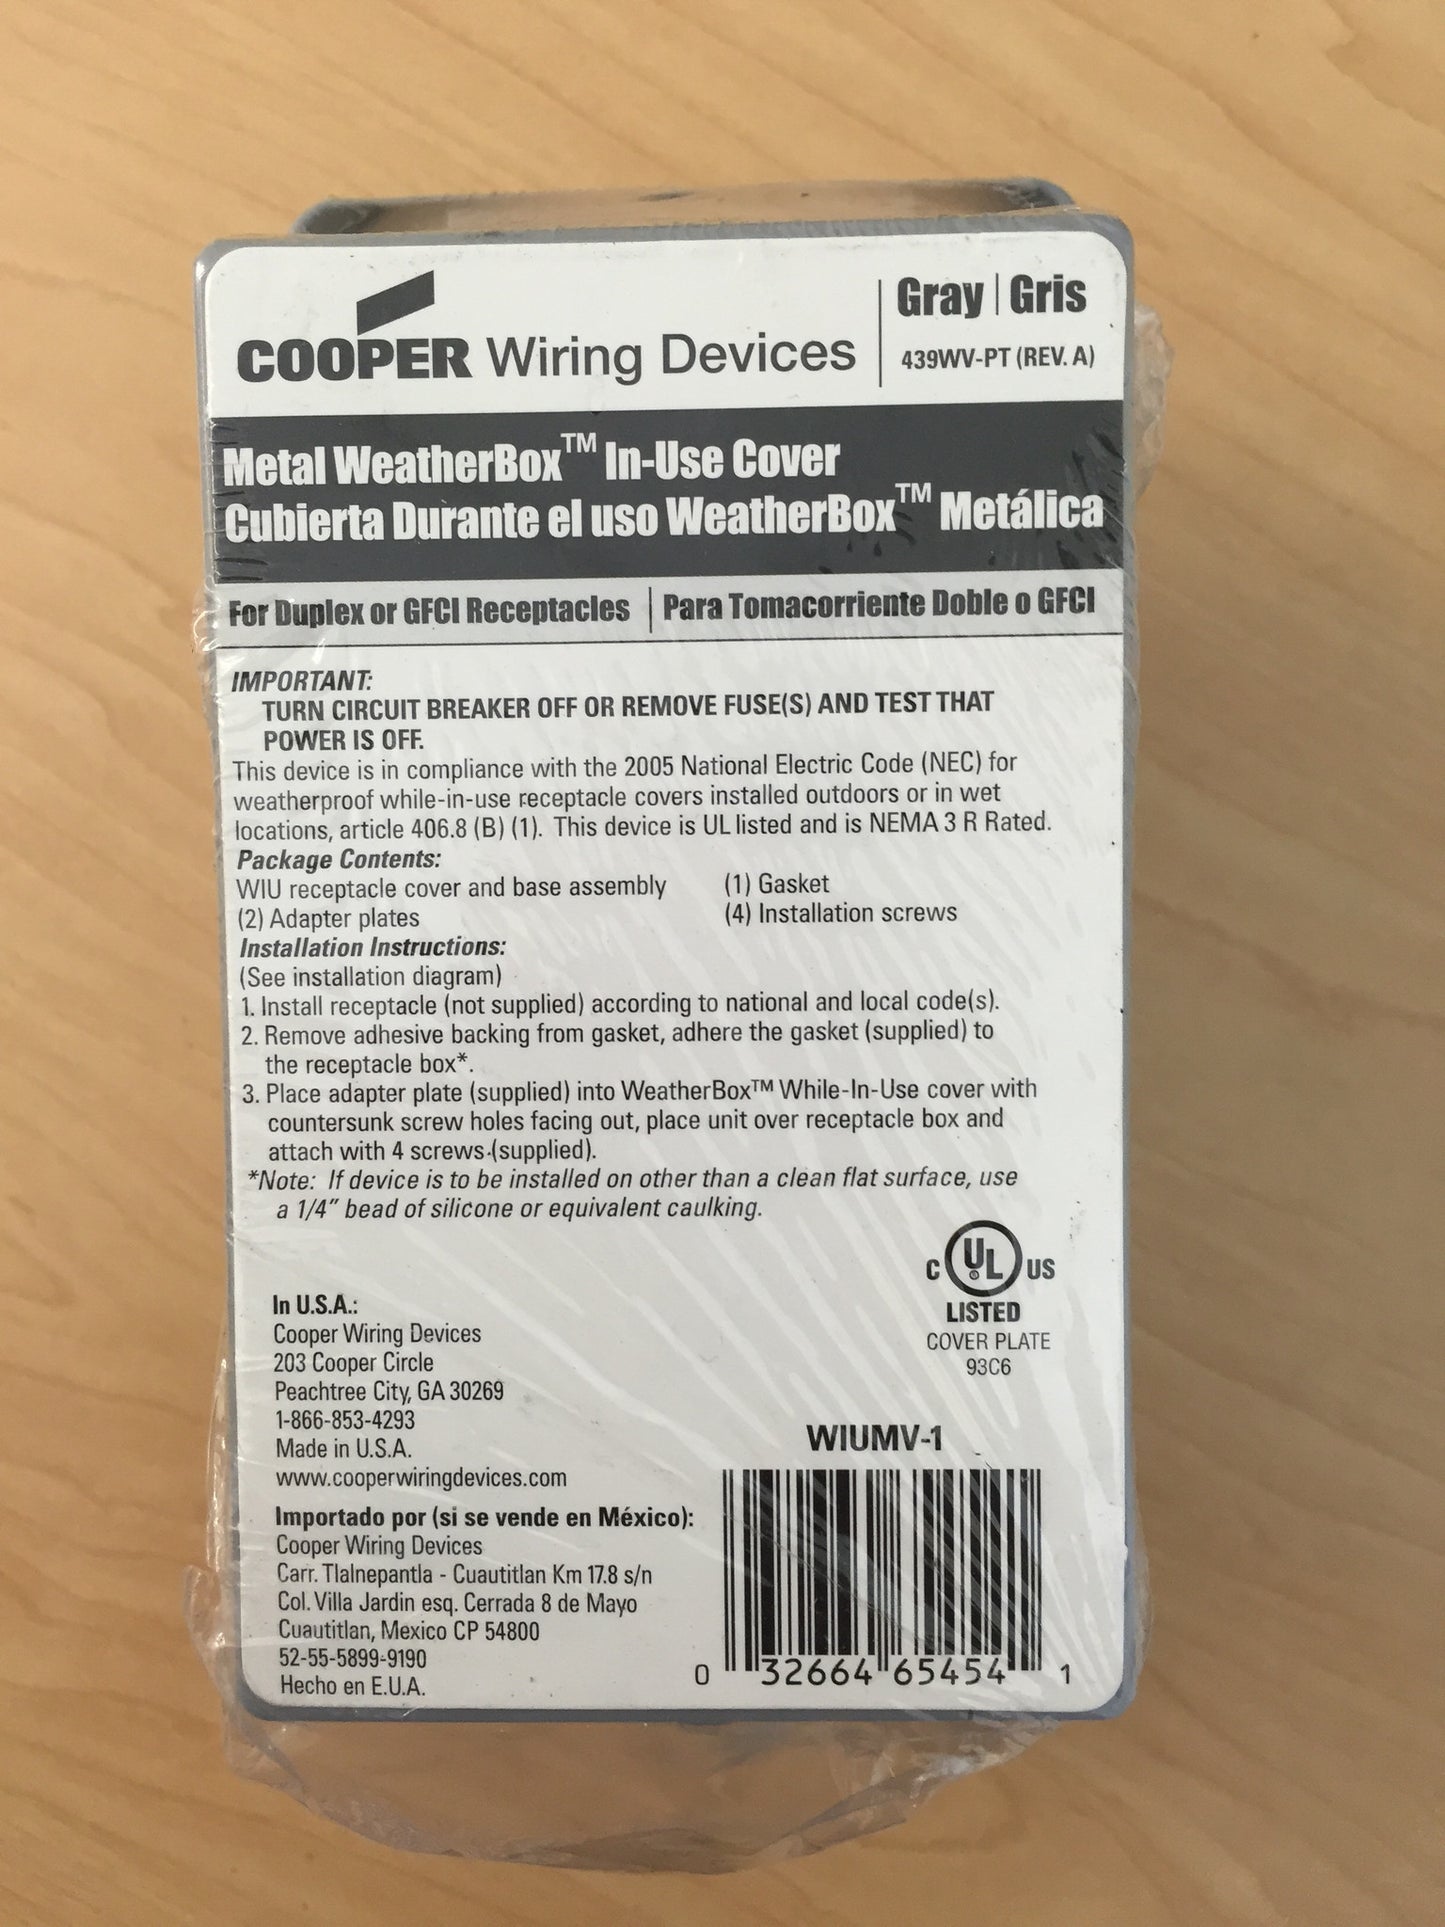 COOPER Wiring Devices
Gray | Gris
439WV-PT (REV. A)
Metal WeatherBox™ In-Use Cover
Cubierta Durante el uso WeatherBox™ Metálica
For Duplex or GFCI Receptacles | Para Tomacorriente Doble o GFCI
IMPORTANT:
TURN CIRCUIT BREAKER OFF OR REMOVE FUSE(S) AND TEST THAT
POWER IS OFF.
This device is in compliance with the 2005 National Electric Code (NEC) for
weatherproof while-in-use receptacle covers installed outdoors or in wet
locations, article 406.8 (B) (1). This device is UL listed and is NEMA 3 R Rated.
Package Contents:
WIU receptacle cover and base assembly (1) Gasket
(2) Adapter plates (4) Installation screws
Installation Instructions:
(See installation diagram)
1. Install receptacle (not supplied) according to national and local code(s).
2. Remove adhesive backing from gasket, adhere the gasket (supplied) to
the receptacle box*.
3. Place adapter plate (supplied) into WeatherBox™ While-In-Use cover with
countersunk screw holes facing out, place unit over receptacle box and
attach with 4 screws (supplied).
*Note: If device is to be installed on other than a clean flat surface, use
a 1/4" bead of silicone or equivalent caulking.
C UL® US
LISTED
COVER PLATE
93C6
In U.S.A.:
Cooper Wiring Devices
203 Cooper Circle
Peachtree City, GA 30269
1-866-853-4293
Made in U.S.A.
www.cooperwiringdevices.com
Importado por (si se vende en México):
Cooper Wiring Devices
Carr. Tlalnepantla - Cuautitlan Km 17.8 s/n
Col. Villa Jardin esq. Cerrada 8 de Mayo
Cuautitlan, Mexico CP 54800
52-55-5899-9190
Hecho en E.U.A.
WIUMV-1
0 32664 65454 1